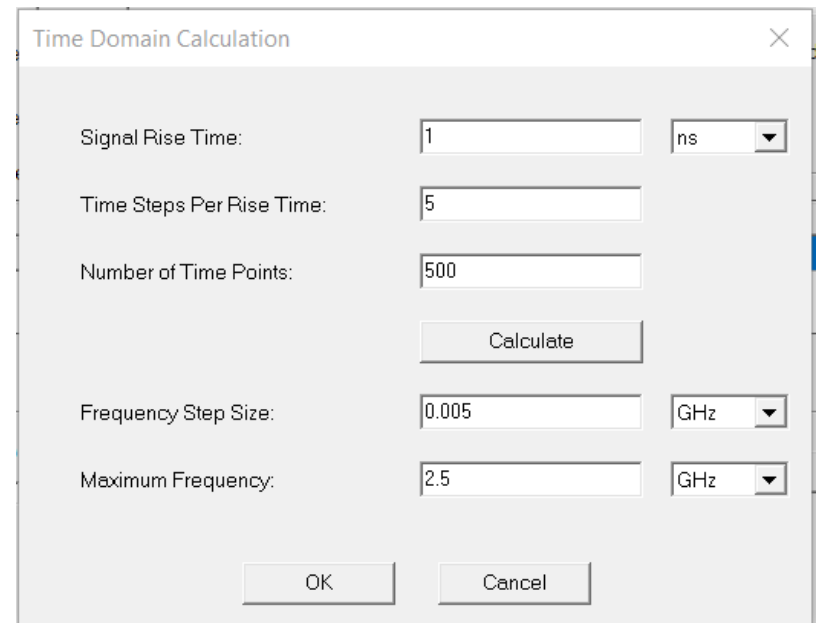 Time Domain Calculation
Signal Rise Time: 1 ns
Time Steps Per Rise Time: 5
Number of Time Points: 500
Calculate
Frequency Step Size: 0.005 GHz
Maximum Frequency: 2.5 GHz
OK Cancel